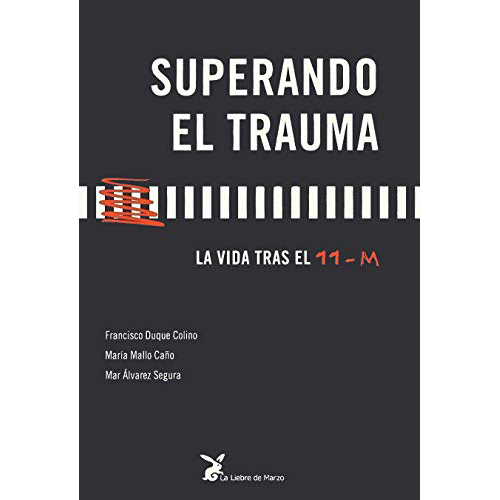 SUPERANDO
EL TRAUMA
LA VIDA TRAS EL 11-M
Francisco Duque Colino
María Mallo Caño
Mar Álvarez Segura
La Liebre de Marzo